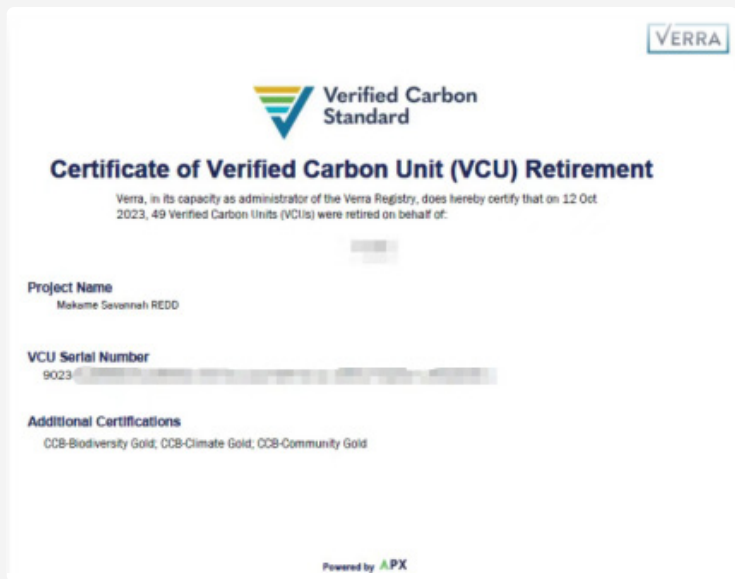 VERRA
Verified Carbon
Standard
Certificate of Verified Carbon Unit (VCU) Retirement
Verra, in its capacity as administrator of the Verra Registry, does hereby certify that on 12 Oct
2023, 49 Verified Carbon Units (VCUs) were retired on behalf of:
Project Name
Makame Savannah REDD
VCU Serial Number
9023
Additional Certifications
CCB-Biodiversity Gold; CCB-Climate Gold; CCB-Community Gold
Powered by APX